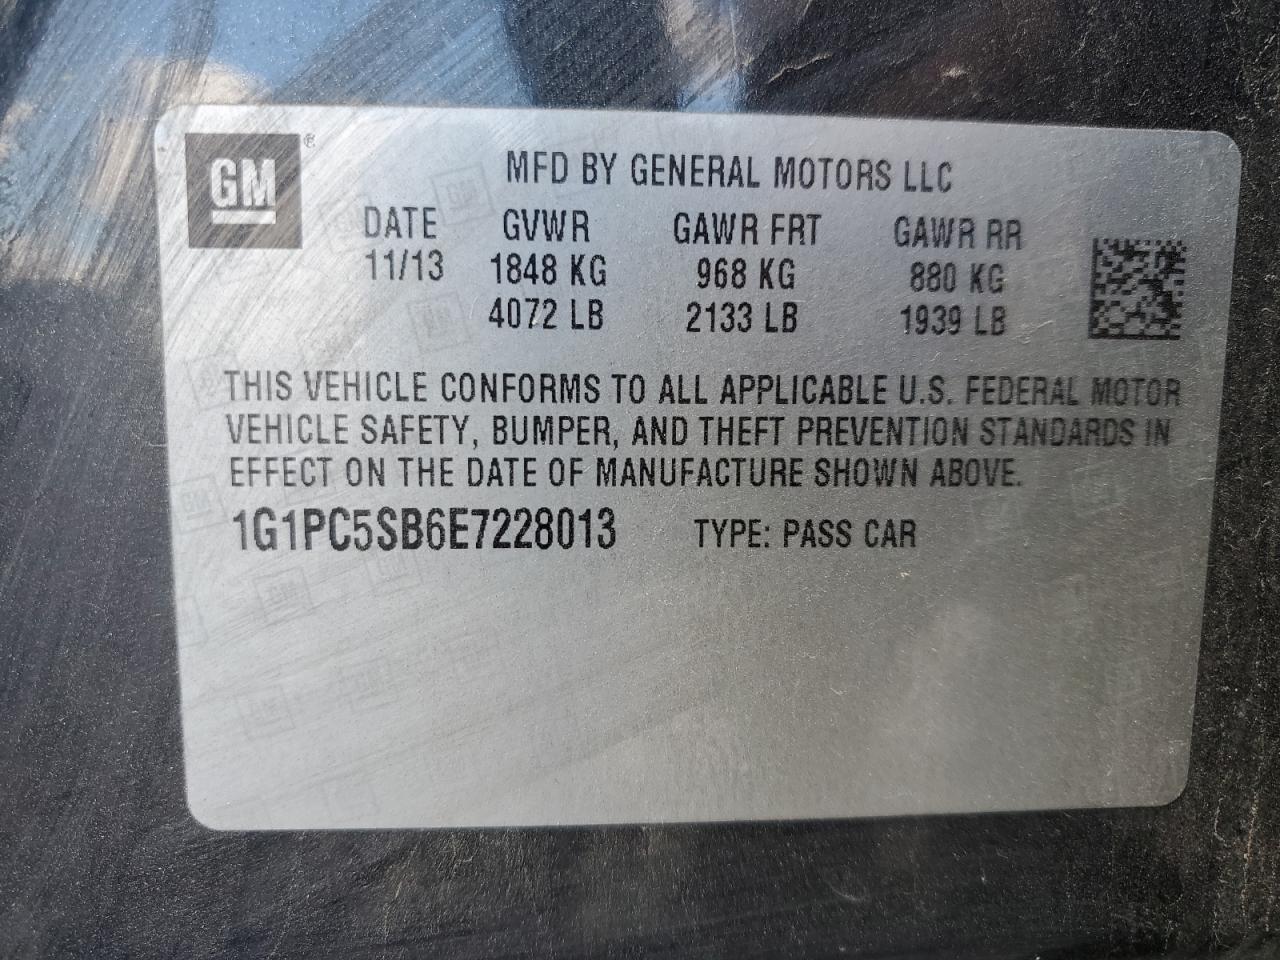 GM®
MFD BY GENERAL MOTORS LLC
DATE GVWR GAWR FRT GAWR RR
11/13 1848 KG 968 KG 880 KG
4072 LB 2133 LB 1939 LB
THIS VEHICLE CONFORMS TO ALL APPLICABLE U.S. FEDERAL MOTOR
VEHICLE SAFETY, BUMPER, AND THEFT PREVENTION STANDARDS IN
EFFECT ON THE DATE OF MANUFACTURE SHOWN ABOVE.
1G1PC5SB6E7228013 TYPE: PASS CAR